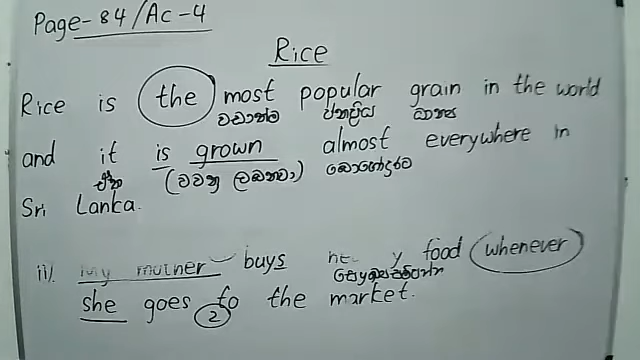 Page-84/Ac-4
Rice
Rice is the most popular grain in the world
වඩාත්ම ජනප්‍රිය ධාන්‍ය
and it is grown almost everywhere in
එය (වවනු ලබනවා) බොහෝදුරට
Sri Lanka.
ii/. my mother buys food whenever
she goes to the market.
2